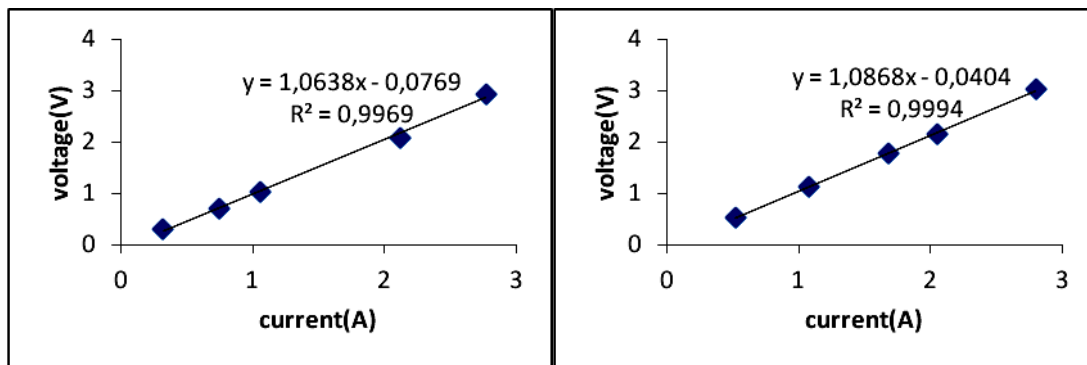 4
3
2
1
0
voltage(V)
y = 1,0638x - 0,0769
R² = 0,9969
0
1
2
3
current(A)
4
3
2
1
0
voltage(V)
y = 1,0868x - 0,0404
R² = 0,9994
0
1
2
3
current(A)